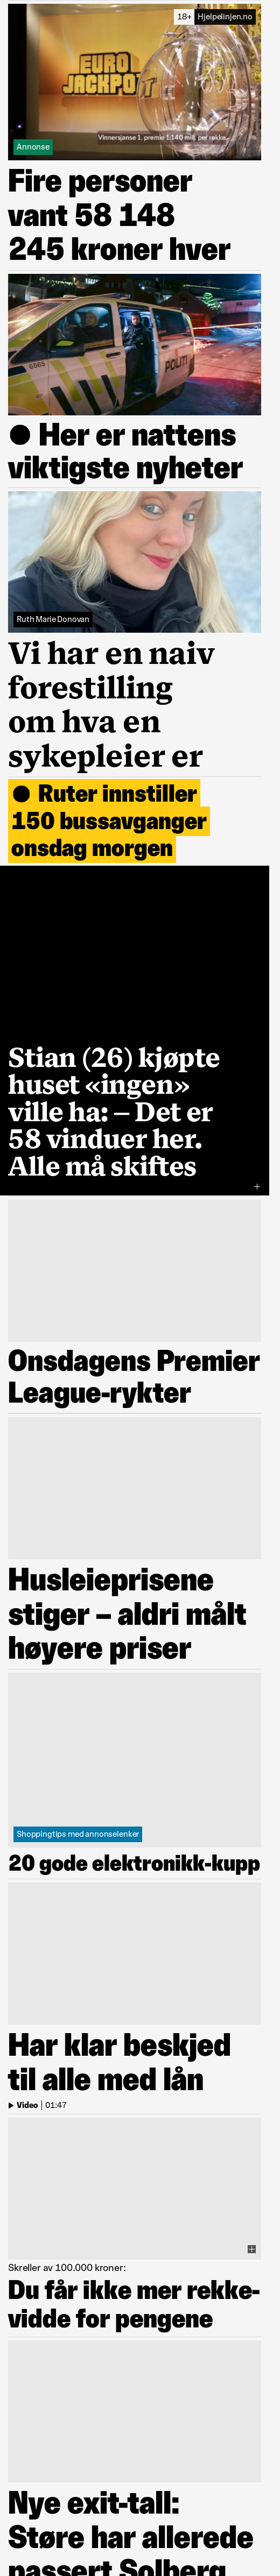 18+ Hjelpelinjen.no
EURO
JACKPOT
Vinnersjanse 1. premie 1:140 mill. per rekke.
Annonse
Fire personer
vant 58 148
245 kroner hver
6565
POLITI
● Her er nattens
viktigste nyheter
Ruth Marie Donovan
Vi har en naiv
forestilling
om hva en
sykepleier er
● Ruter innstiller
150 bussavganger
onsdag morgen
Stian (26) kjøpte
huset «ingen»
ville ha: – Det er
58 vinduer her.
Alle må skiftes
Onsdagens Premier
League-rykter
Husleieprisene
stiger – aldri målt
høyere priser
Shoppingtips med annonselenker
20 gode elektronikk-kupp
Har klar beskjed
til alle med lån
Video | 01:47
Skreller av 100.000 kroner:
Du får ikke mer rekke-
vidde for pengene
Nye exit-tall:
Støre har allerede
passert Solberg